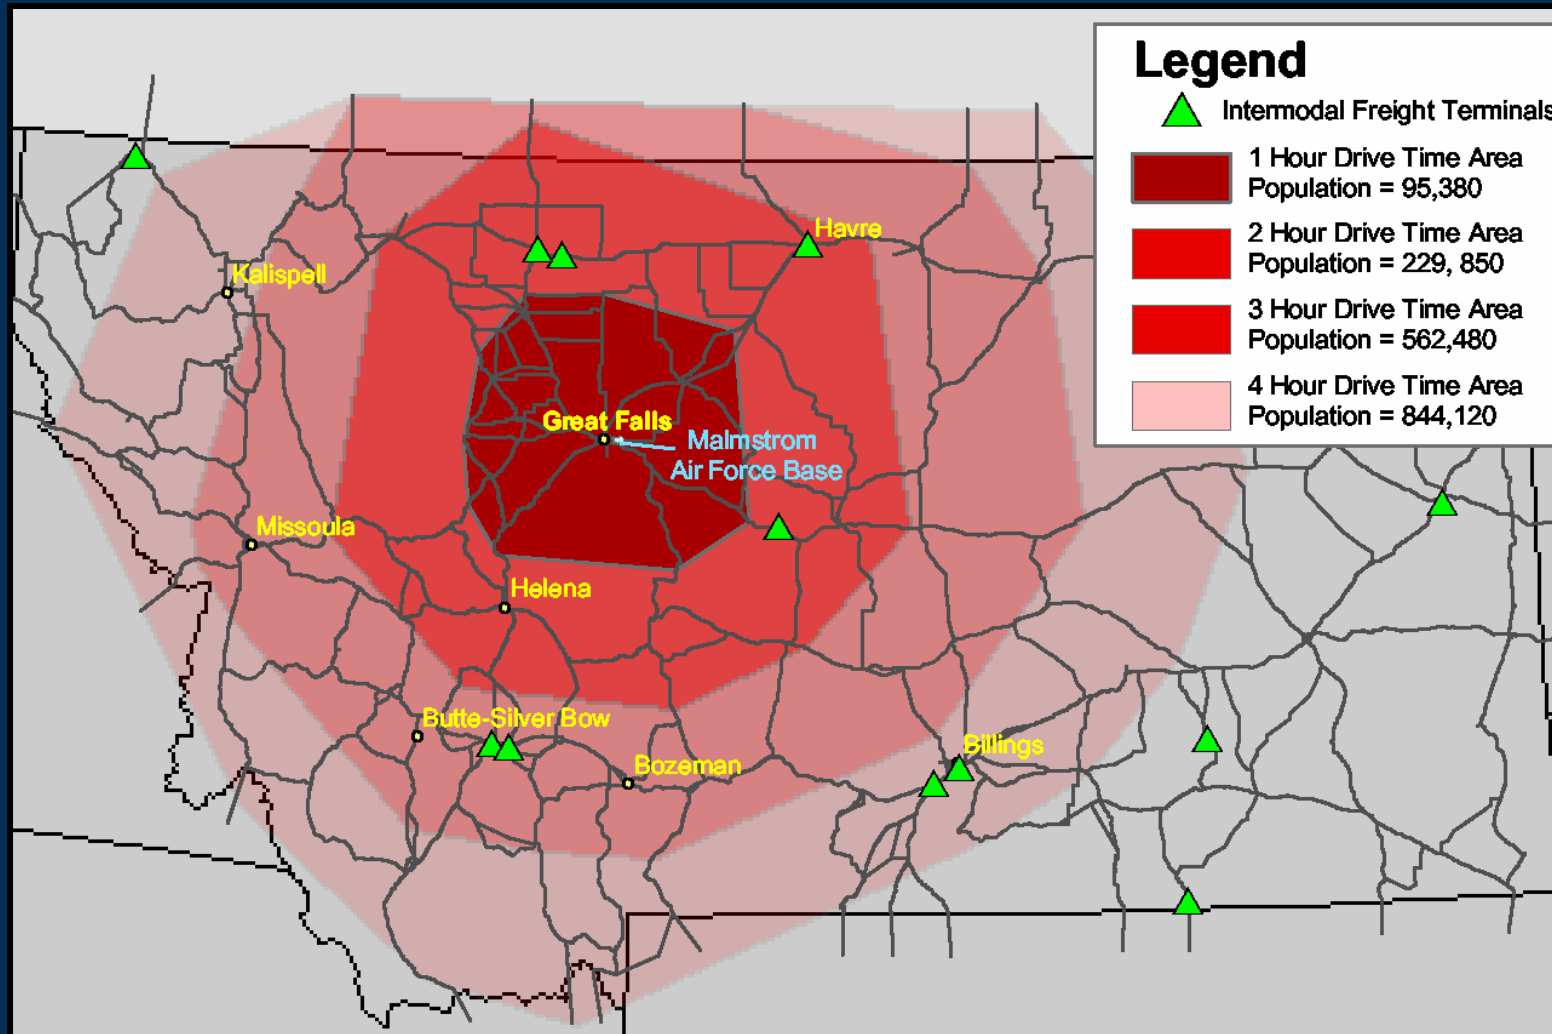 Legend
Intermodal Freight Terminals
1 Hour Drive Time Area
Population = 95,380
2 Hour Drive Time Area
Population = 229, 850
3 Hour Drive Time Area
Population = 562,480
4 Hour Drive Time Area
Population = 844,120
Havre
Kalispell
Great Falls
Malmstrom
Air Force Base
Missoula
Helena
Butte-Silver Bow
Billings
Bozeman